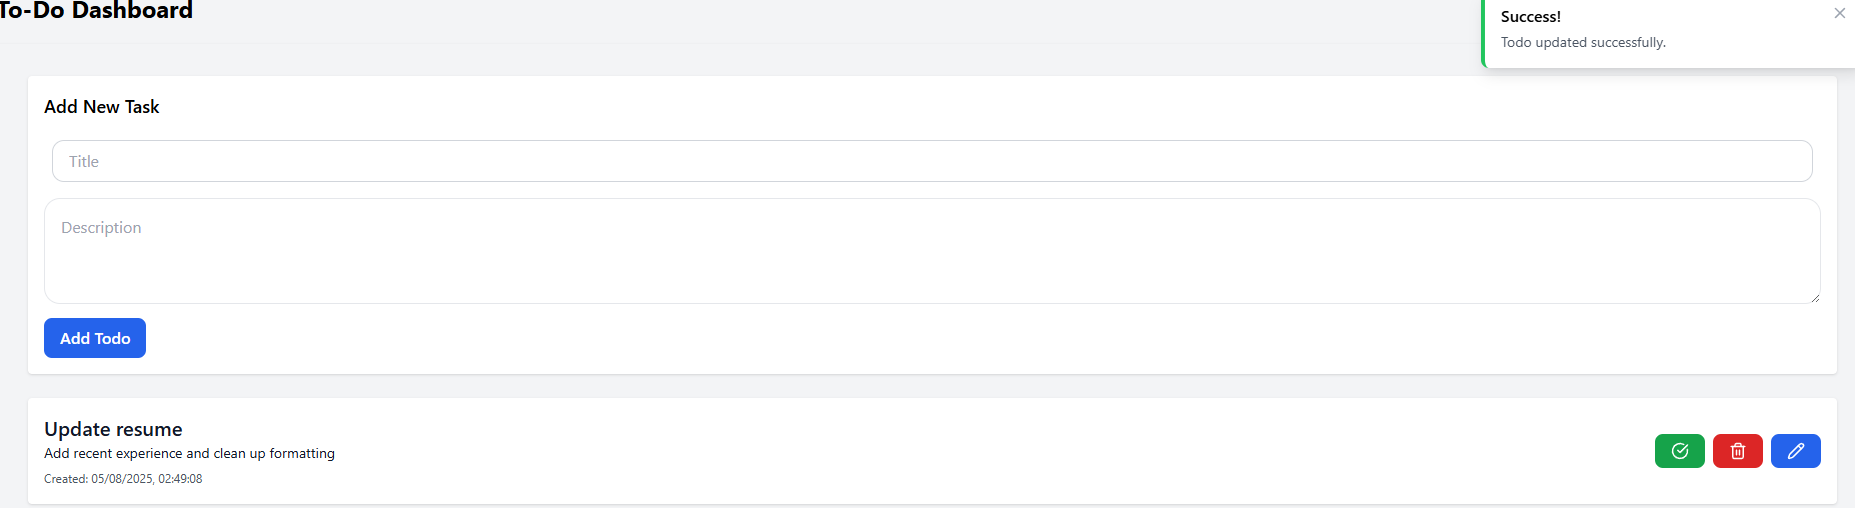 To-Do Dashboard
Success!
Todo updated successfully.
Add New Task
Title
Description
Add Todo
Update resume
Add recent experience and clean up formatting
Created: 05/08/2025, 02:49:08